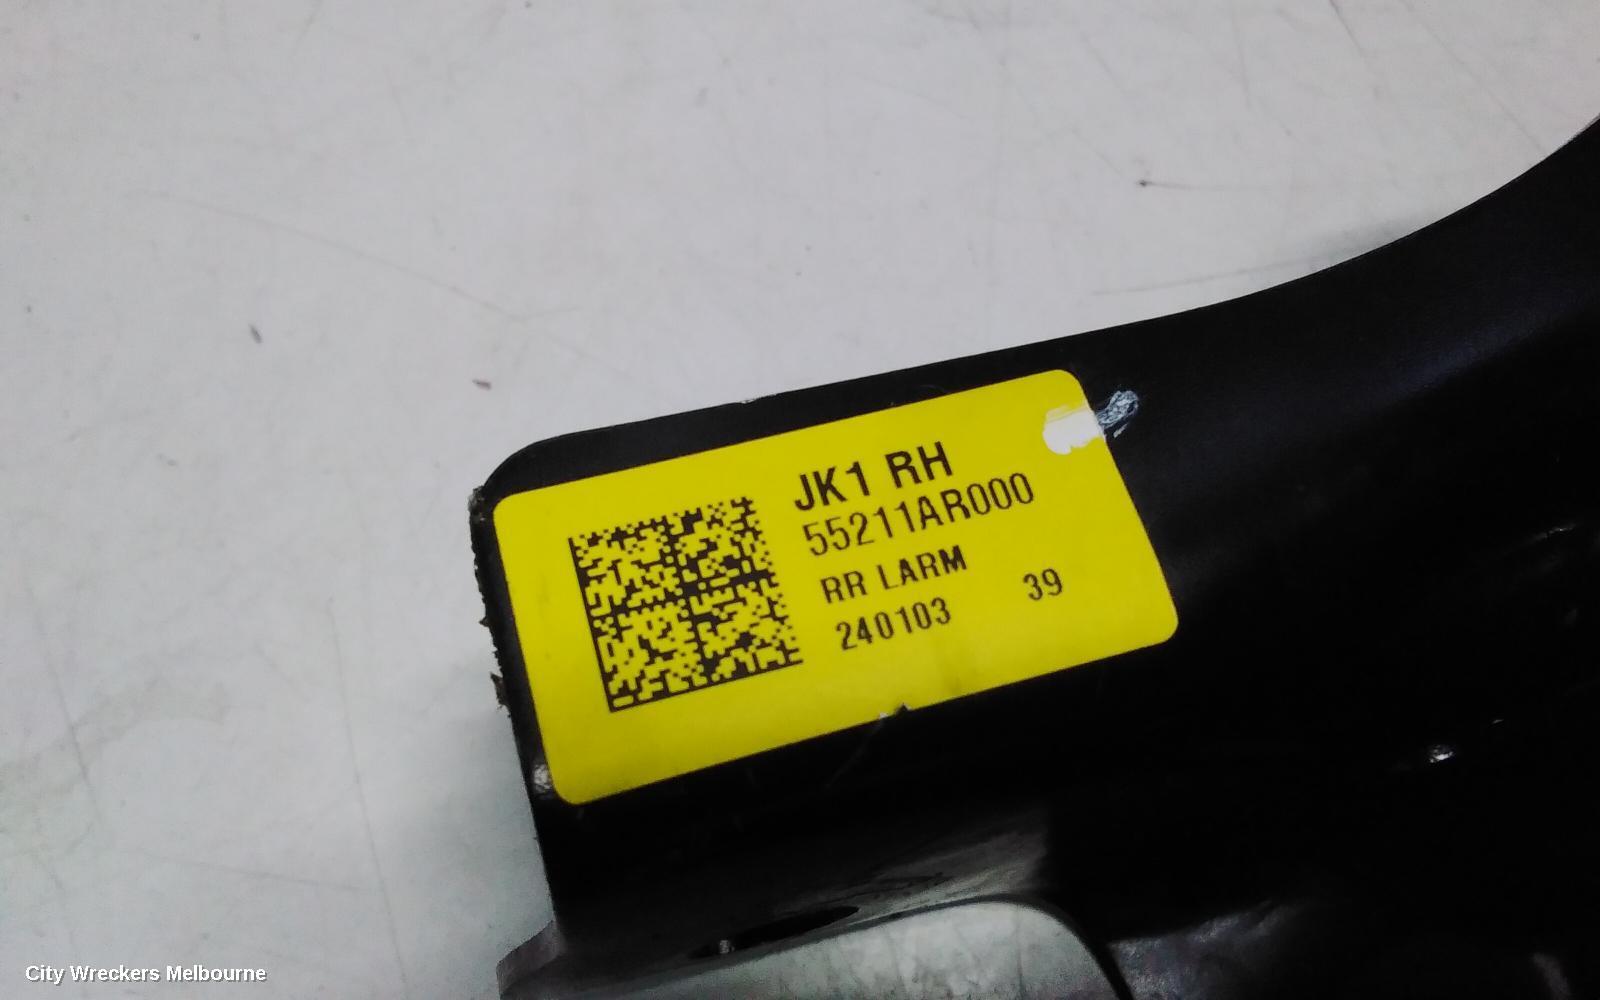 JK1 RH
55211AR000
RR LARM
240103 39
City Wreckers Melbourne